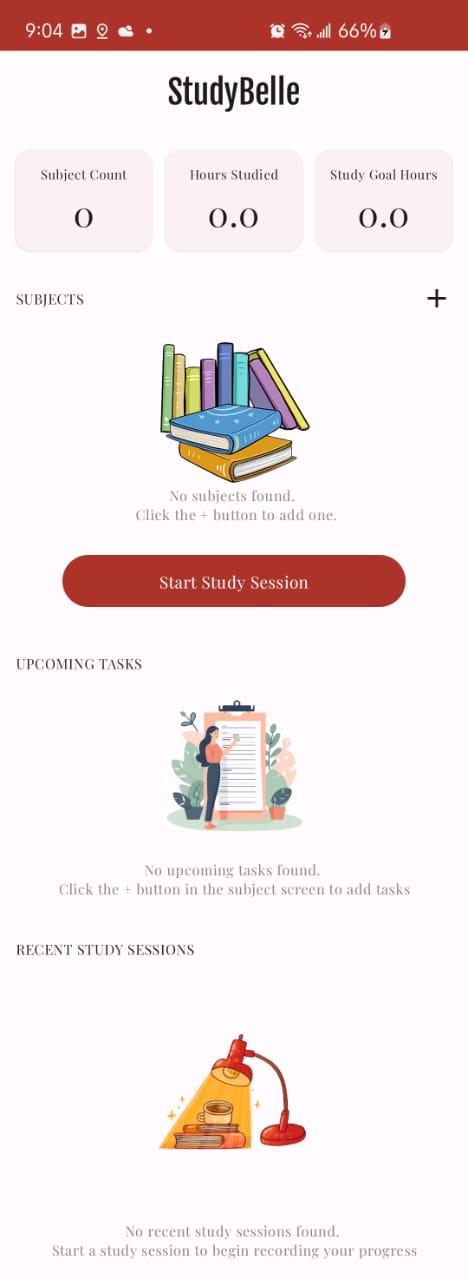 9:04 66%
StudyBelle
Subject Count Hours Studied Study Goal Hours
0 0.0 0.0
SUBJECTS +
No subjects found.
Click the + button to add one.
Start Study Session
UPCOMING TASKS
No upcoming tasks found.
Click the + button in the subject screen to add tasks
RECENT STUDY SESSIONS
No recent study sessions found.
Start a study session to begin recording your progress